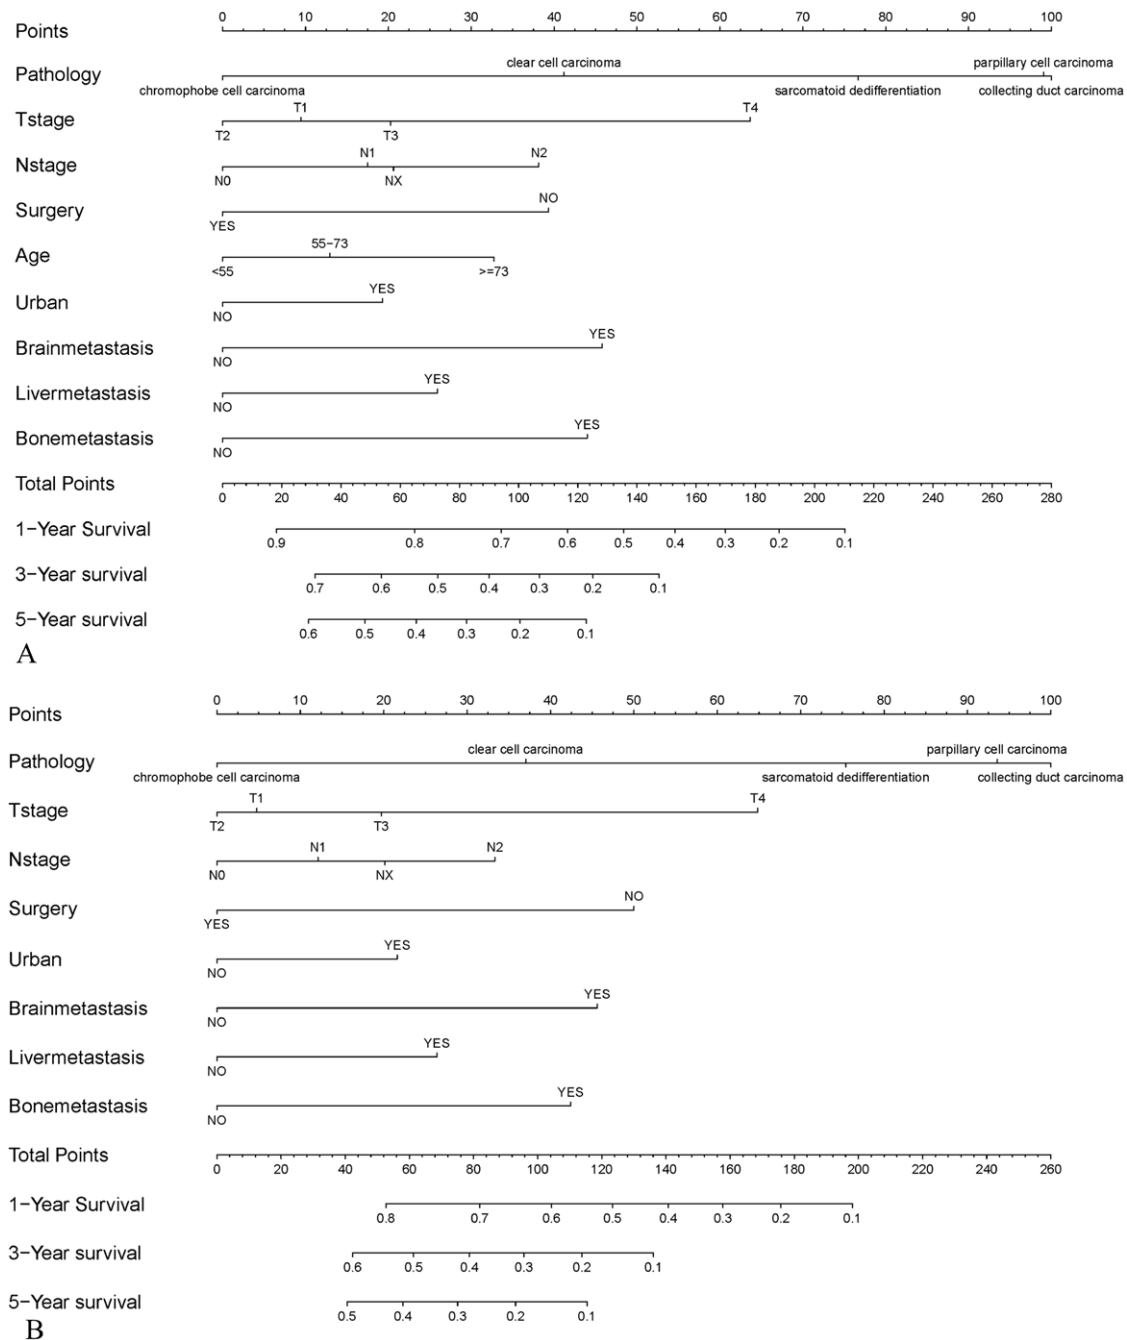 0 10 20 30 40 50 60 70 80 90 100
Points
clear cell carcinoma parpillary cell carcinoma
Pathology
chromophobe cell carcinoma sarcomatoid dedifferentiation collecting duct carcinoma
T1 T4
Tstage
T2 T3
N1 N2
Nstage
N0 NX
NO
Surgery
YES
55-73
Age
<55 >=73
YES
Urban
NO
YES
Brainmetastasis
NO
YES
Livermetastasis
NO
YES
Bonemetastasis
NO
Total Points
0 20 40 60 80 100 120 140 160 180 200 220 240 260 280
1-Year Survival
0.9 0.8 0.7 0.6 0.5 0.4 0.3 0.2 0.1
3-Year survival
0.7 0.6 0.5 0.4 0.3 0.2 0.1
5-Year survival
0.6 0.5 0.4 0.3 0.2 0.1
A
0 10 20 30 40 50 60 70 80 90 100
Points
clear cell carcinoma parpillary cell carcinoma
Pathology
chromophobe cell carcinoma sarcomatoid dedifferentiation collecting duct carcinoma
T1 T4
Tstage
T2 T3
N1 N2
Nstage
N0 NX
NO
Surgery
YES
YES
Urban
NO
YES
Brainmetastasis
NO
YES
Livermetastasis
NO
YES
Bonemetastasis
NO
Total Points
0 20 40 60 80 100 120 140 160 180 200 220 240 260
1-Year Survival
0.8 0.7 0.6 0.5 0.4 0.3 0.2 0.1
3-Year survival
0.6 0.5 0.4 0.3 0.2 0.1
5-Year survival
0.5 0.4 0.3 0.2 0.1
B